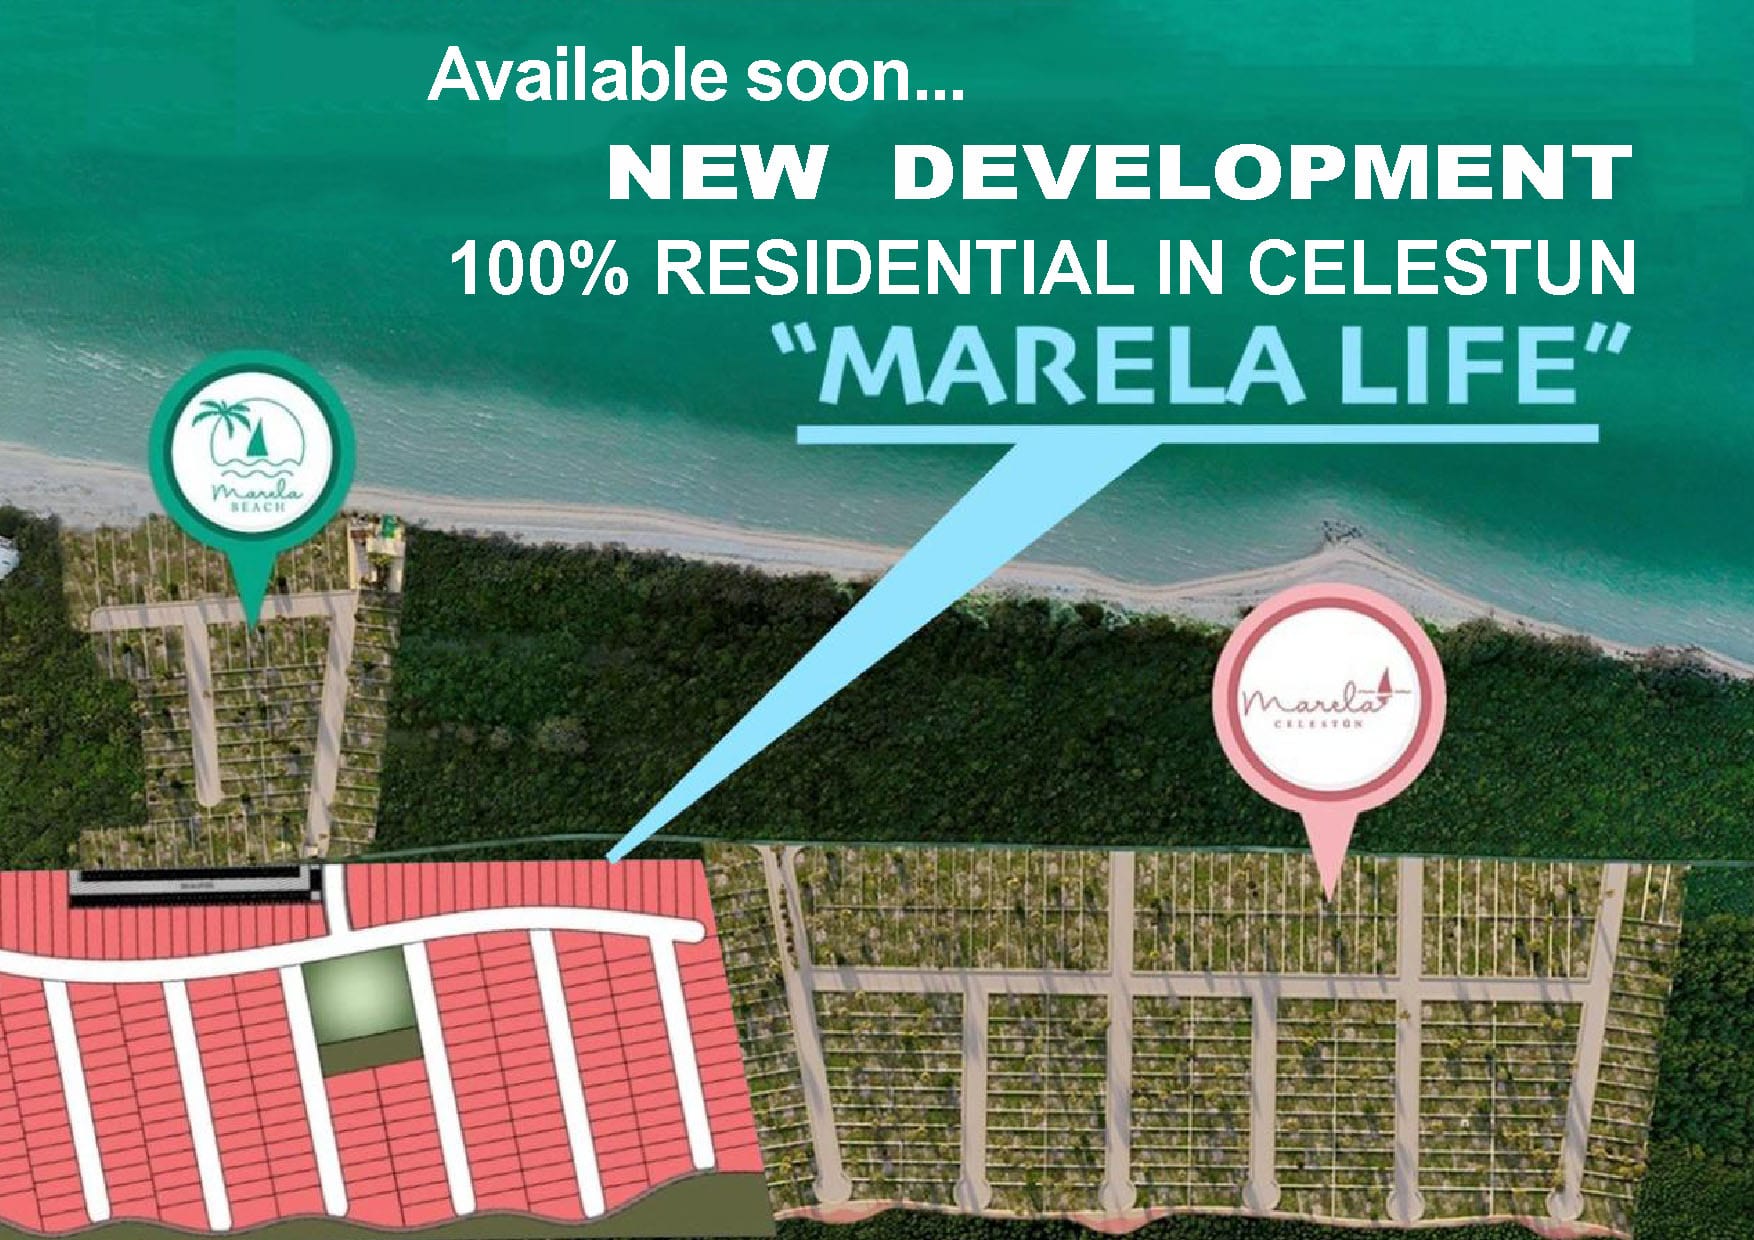 Available soon...
NEW DEVELOPMENT
100% RESIDENTIAL IN CELESTUN
“MARELA LIFE”
Marela
BEACH
Marela
CELESTÚN